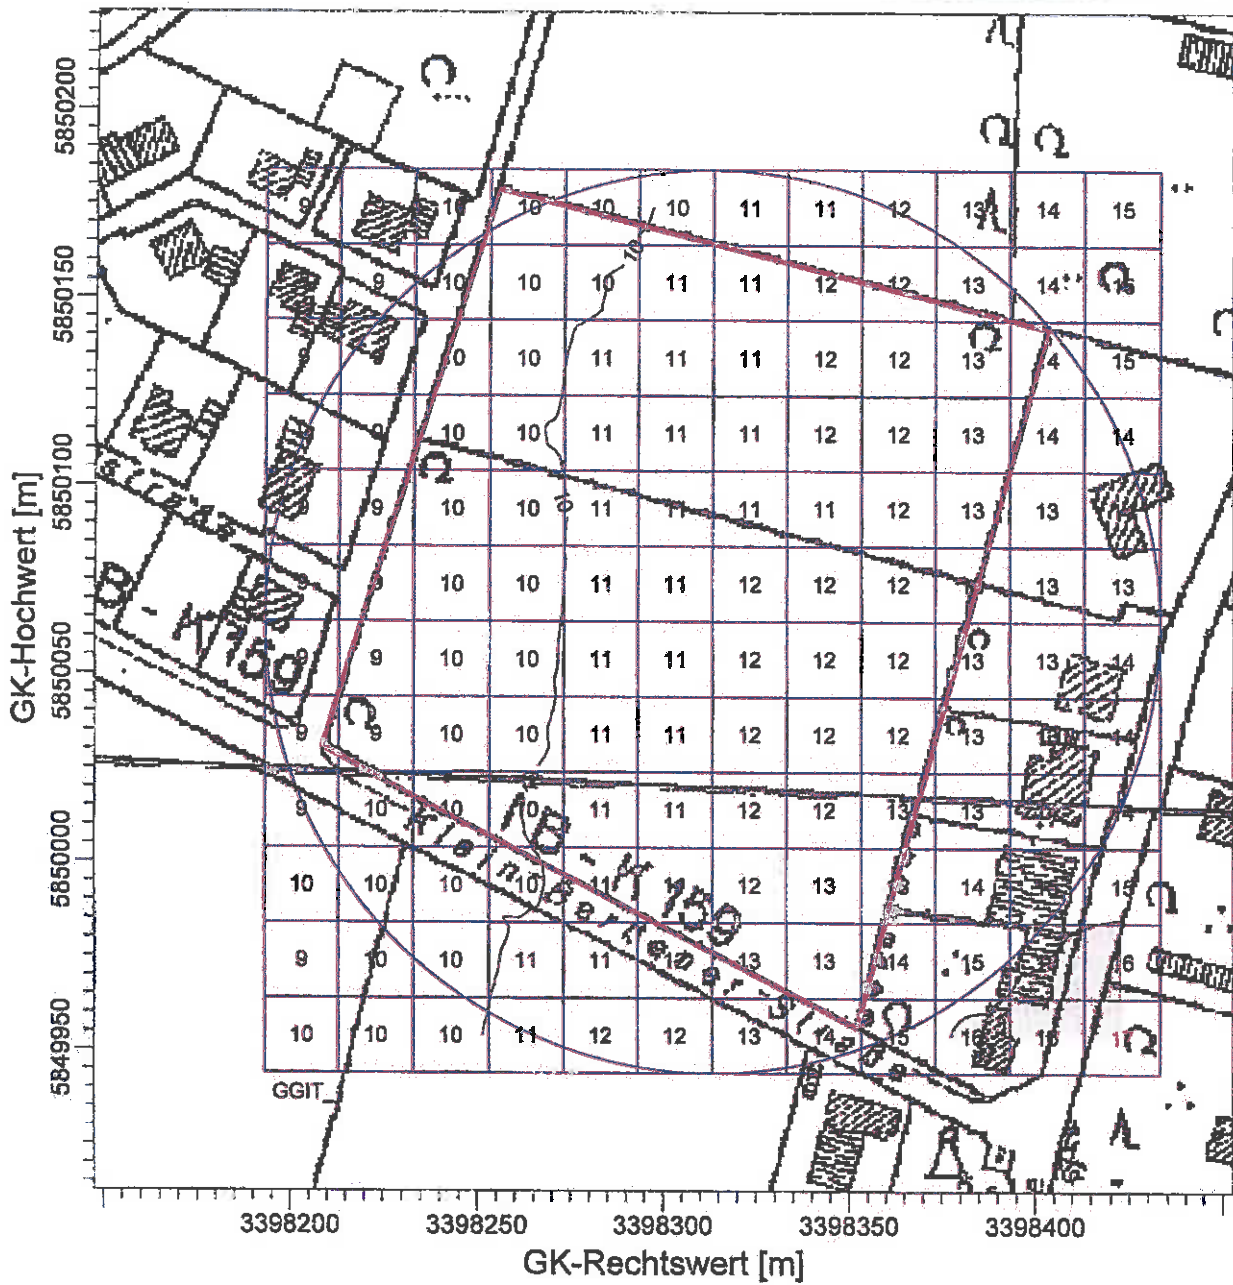 GK-Hochwert [m]
5850200
5850150
5850100
5850050
5850000
5849950
9 10 10 10 10 11 11 12 13 14 15
9 10 10 10 11 11 12 12 13 14 15
9 10 10 11 11 11 12 12 13 14 15
9 10 10 11 11 11 12 12 13 14 14
9 9 10 10 11 11 11 11 12 13 13
9 9 10 10 11 11 12 12 12 13 13
9 9 10 10 11 11 12 12 12 13 13 14
9 9 10 10 11 11 12 12 12 13 13 14
9 10 10 10 11 11 12 12 13 13
10 10 10 10 11 11 12 13 13 14 15
9 10 10 11 11 12 13 13 14 15
10 10 10 11 12 12 13 14 15 16 16 17
10
10
B - K 159
B - K 159
GGIT
3398200 3398250 3398300 3398350 3398400
GK-Rechtswert [m]